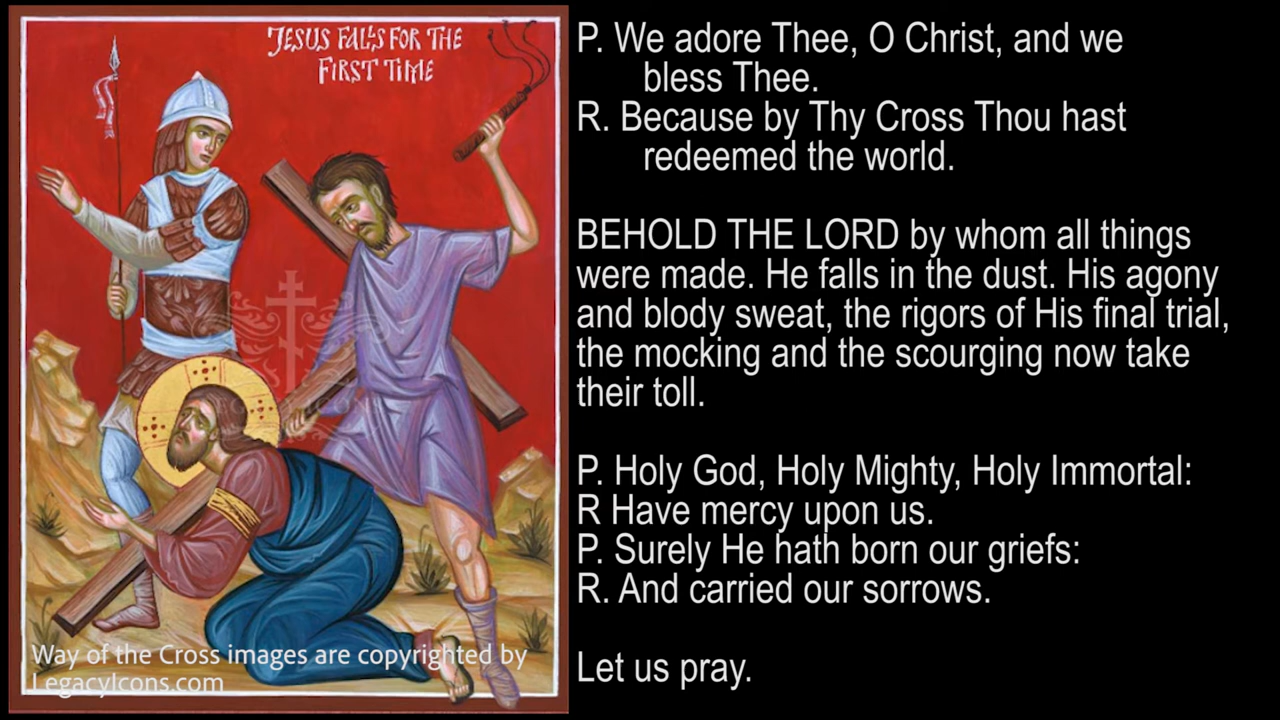 JESUS FALLS FOR THE
FIRST TIME
Way of the Cross images are copyrighted by
LegacyIcons.com
P. We adore Thee, O Christ, and we
bless Thee.
R. Because by Thy Cross Thou hast
redeemed the world.
BEHOLD THE LORD by whom all things
were made. He falls in the dust. His agony
and blody sweat, the rigors of His final trial,
the mocking and the scourging now take
their toll.
P. Holy God, Holy Mighty, Holy Immortal:
R Have mercy upon us.
P. Surely He hath born our griefs:
R. And carried our sorrows.
Let us pray.